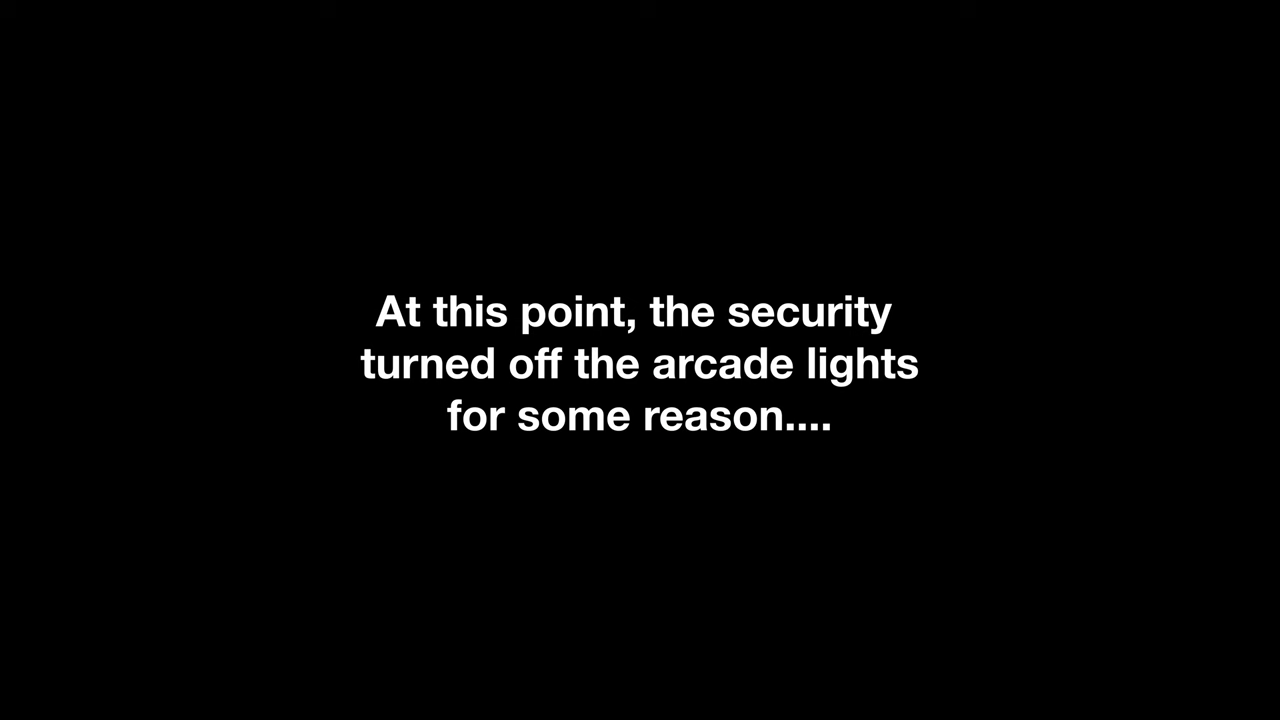 At this point, the security
turned off the arcade lights
for some reason....